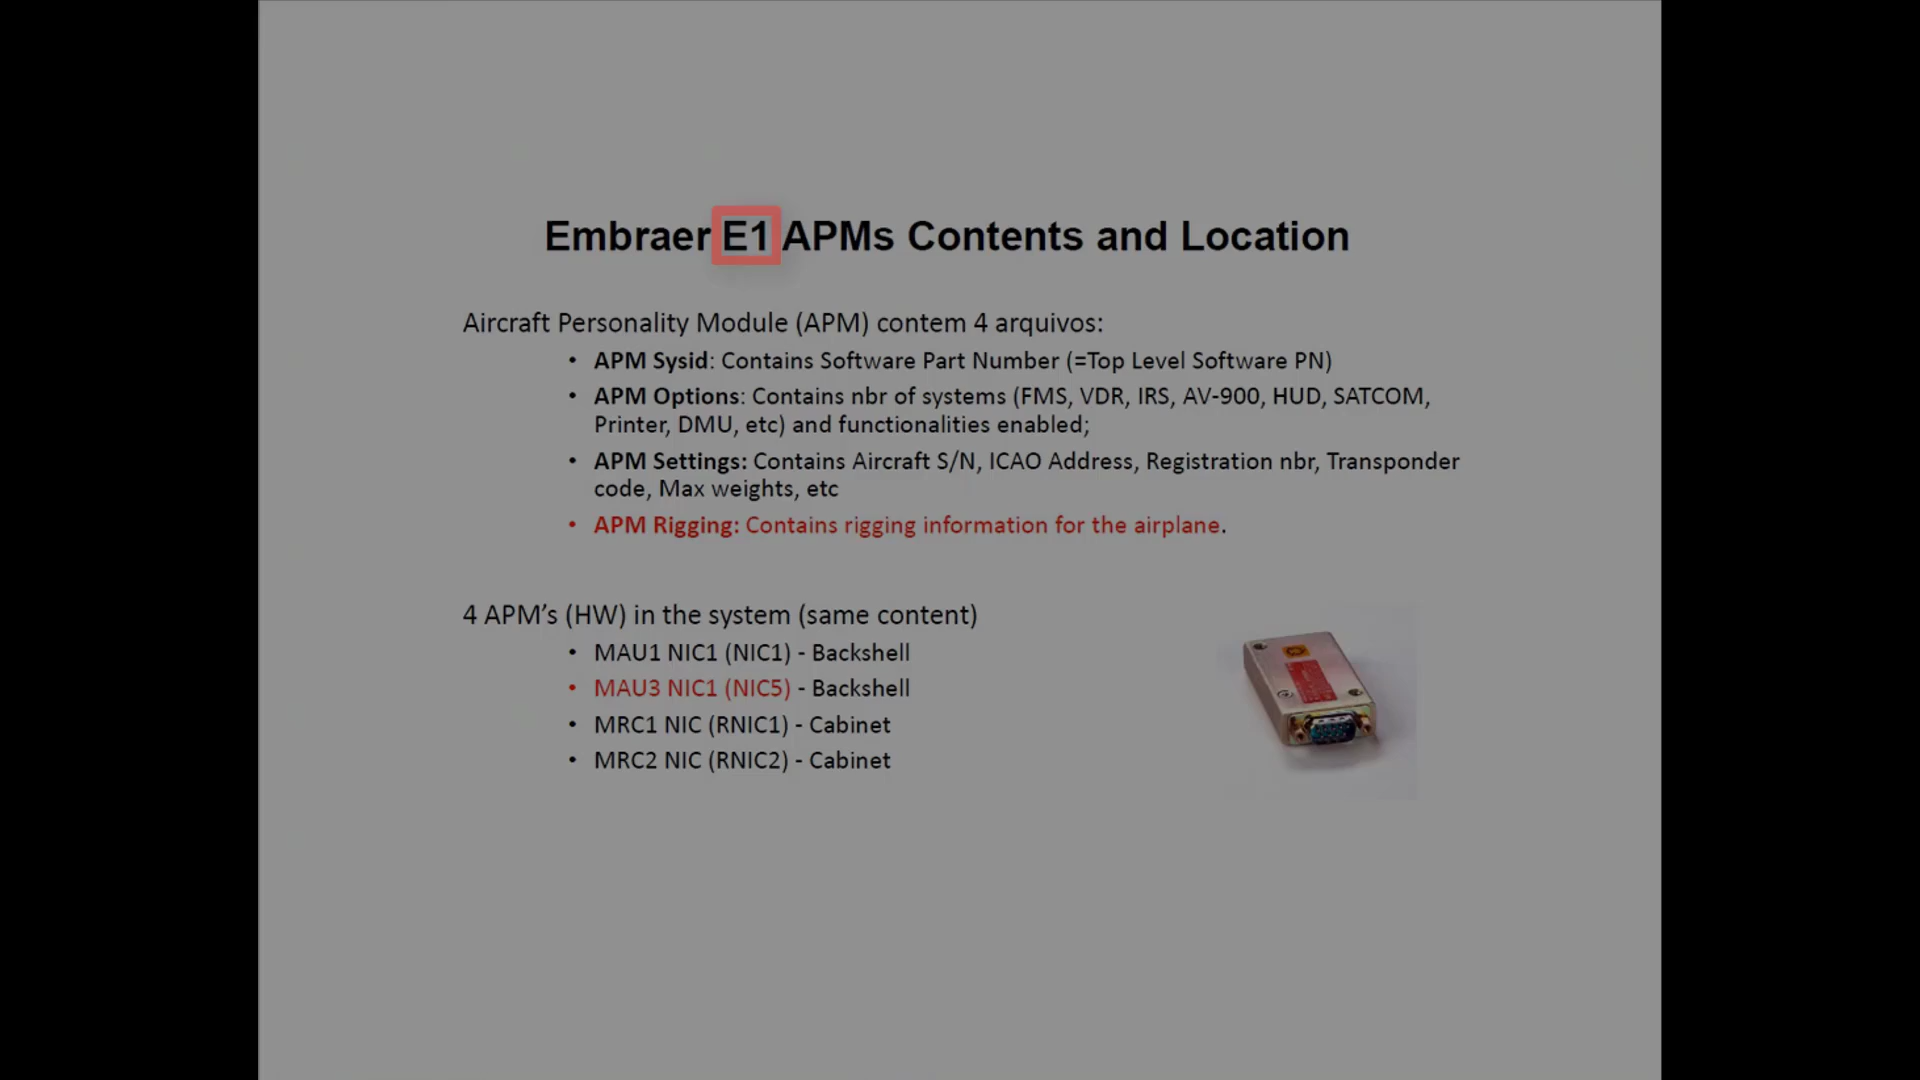 Embraer E1 APMs Contents and Location
Aircraft Personality Module (APM) contem 4 arquivos:
• APM Sysid: Contains Software Part Number (=Top Level Software PN)
• APM Options: Contains nbr of systems (FMS, VDR, IRS, AV-900, HUD, SATCOM,
Printer, DMU, etc) and functionalities enabled;
• APM Settings: Contains Aircraft S/N, ICAO Address, Registration nbr, Transponder
code, Max weights, etc
• APM Rigging: Contains rigging information for the airplane.
4 APM’s (HW) in the system (same content)
• MAU1 NIC1 (NIC1) - Backshell
• MAU3 NIC1 (NIC5) - Backshell
• MRC1 NIC (RNIC1) - Cabinet
• MRC2 NIC (RNIC2) - Cabinet